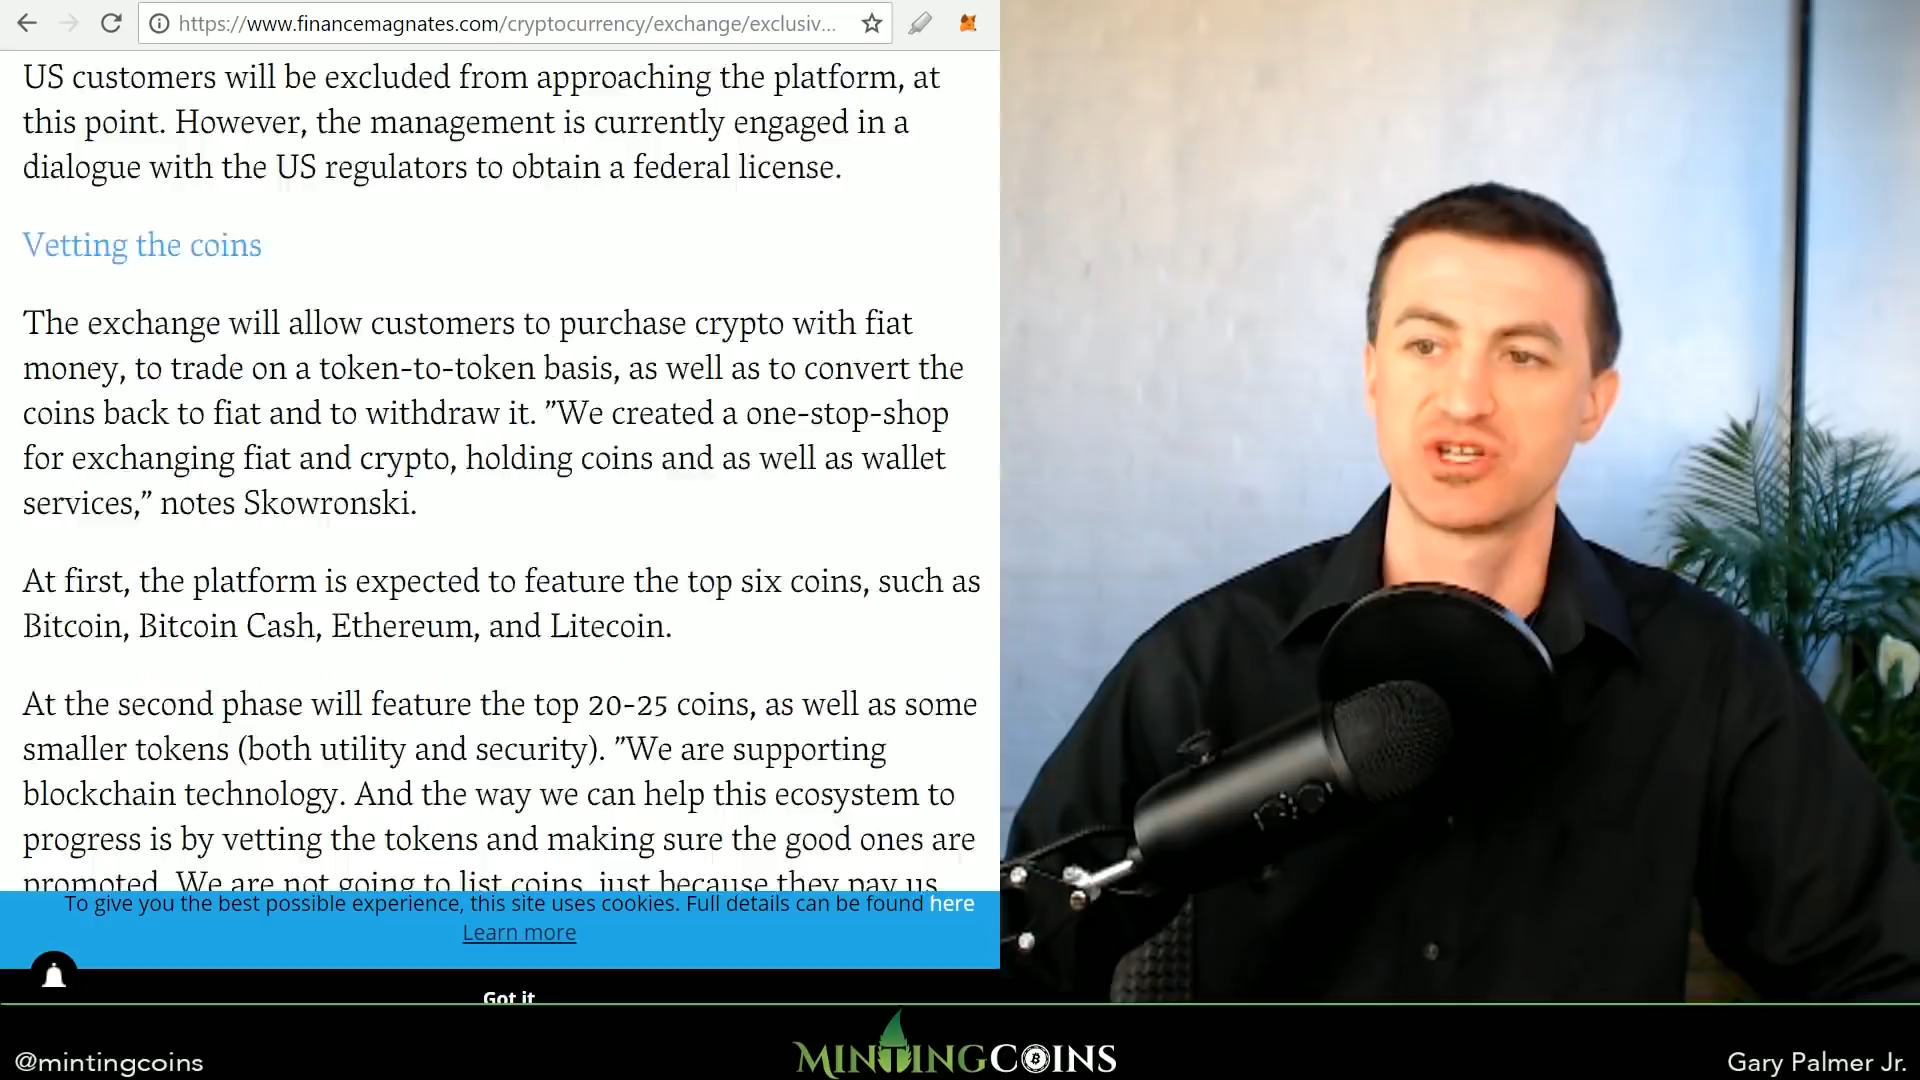 https://www.financemagnates.com/cryptocurrency/exchange/exclusiv...
US customers will be excluded from approaching the platform, at
this point. However, the management is currently engaged in a
dialogue with the US regulators to obtain a federal license.
Vetting the coins
The exchange will allow customers to purchase crypto with fiat
money, to trade on a token-to-token basis, as well as to convert the
coins back to fiat and to withdraw it. ”We created a one-stop-shop
for exchanging fiat and crypto, holding coins and as well as wallet
services,” notes Skowronski.
At first, the platform is expected to feature the top six coins, such as
Bitcoin, Bitcoin Cash, Ethereum, and Litecoin.
At the second phase will feature the top 20-25 coins, as well as some
smaller tokens (both utility and security). ”We are supporting
blockchain technology. And the way we can help this ecosystem to
progress is by vetting the tokens and making sure the good ones are
promoted. We are not going to list coins, just because they pay us
To give you the best possible experience, this site uses cookies. Full details can be found here
Learn more
Got it
@mintingcoins
MINTINGCOINS
Gary Palmer Jr.